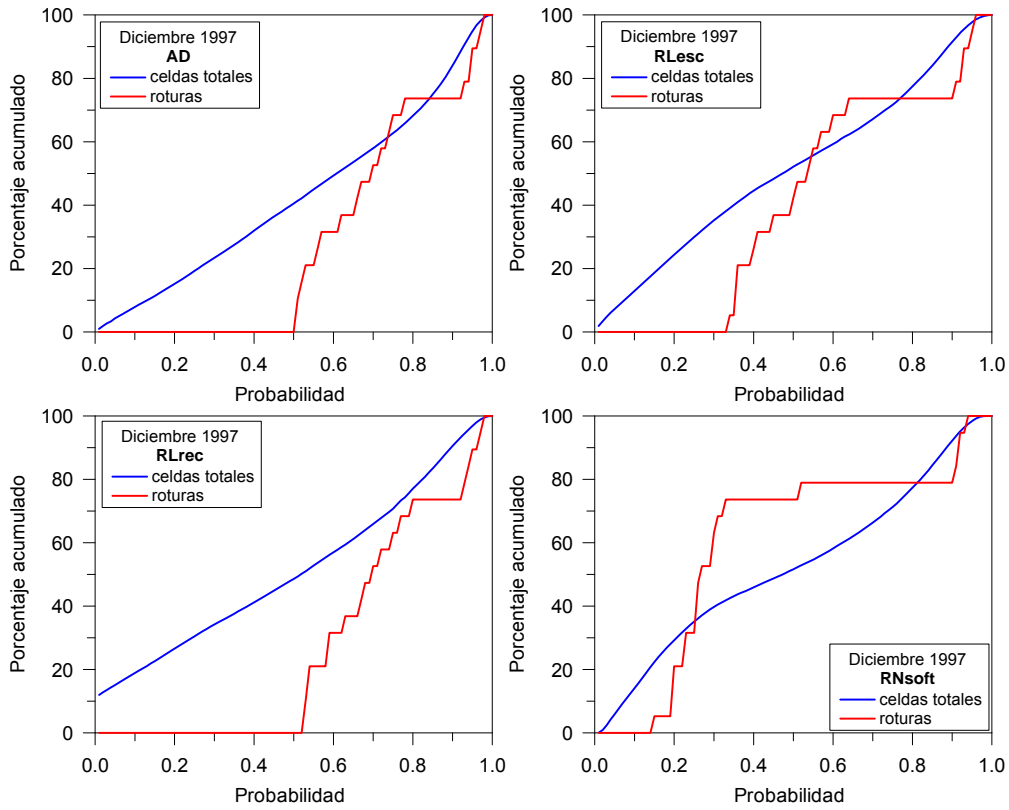 Porcentaje acumulado
100
80
60
40
20
0
Diciembre 1997
AD
celdas totales
roturas
0.0 0.2 0.4 0.6 0.8 1.0
Probabilidad
Porcentaje acumulado
100
80
60
40
20
0
Diciembre 1997
RLesc
celdas totales
roturas
0.0 0.2 0.4 0.6 0.8 1.0
Probabilidad
Porcentaje acumulado
100
80
60
40
20
0
Diciembre 1997
RLrec
celdas totales
roturas
0.0 0.2 0.4 0.6 0.8 1.0
Probabilidad
Porcentaje acumulado
100
80
60
40
20
0
Diciembre 1997
RNsoft
celdas totales
roturas
0.0 0.2 0.4 0.6 0.8 1.0
Probabilidad